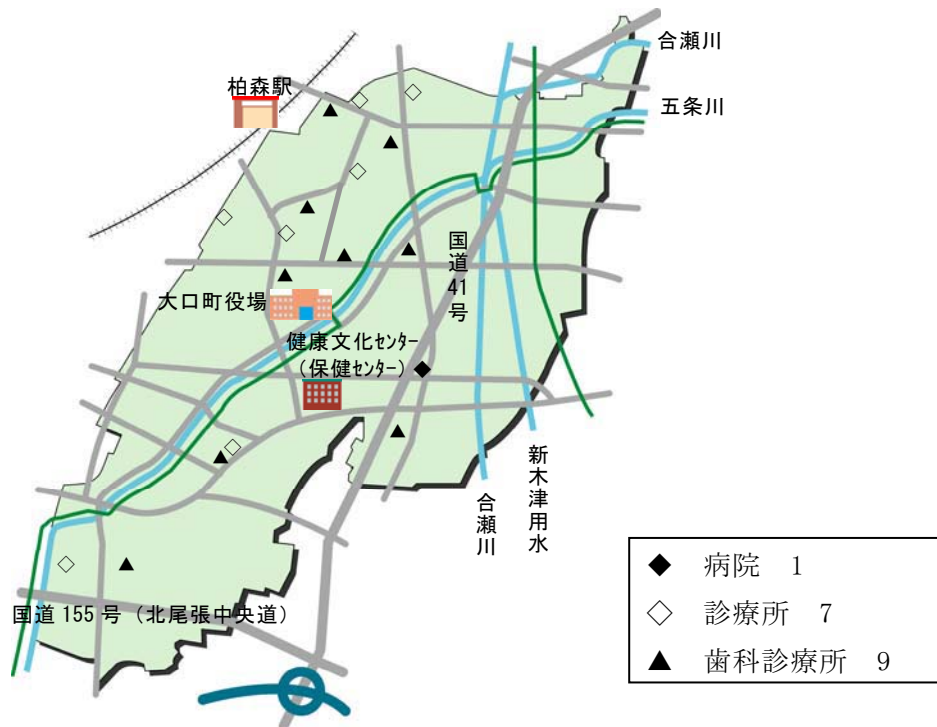 合瀬川
柏森駅
五条川
国道41号
大口町役場
健康文化ｾﾝﾀｰ
（保健ｾﾝﾀｰ）
新木津用水
合瀬川
国道155号（北尾張中央道）
◆ 病院 1
◇ 診療所 7
▲ 歯科診療所 9